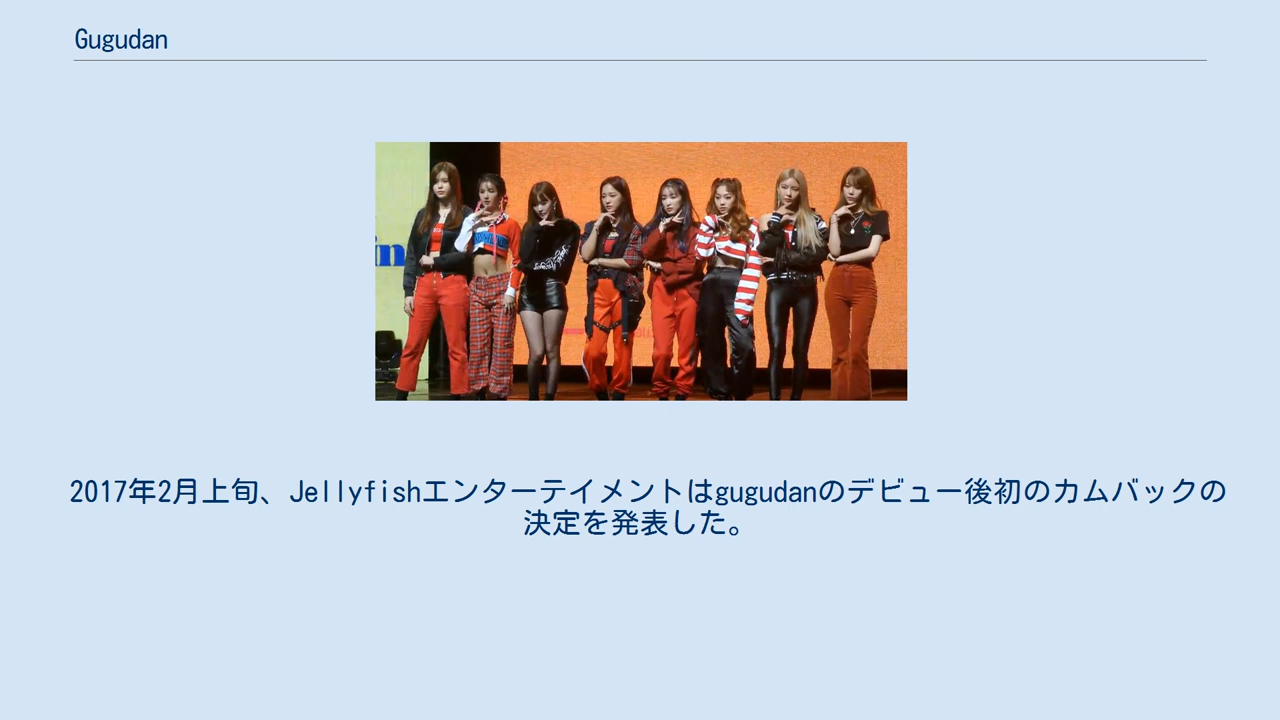 Gugudan
in
2017年2月上旬、Jellyfishエンターテイメントはgugudanのデビュー後初のカムバックの
決定を発表した。